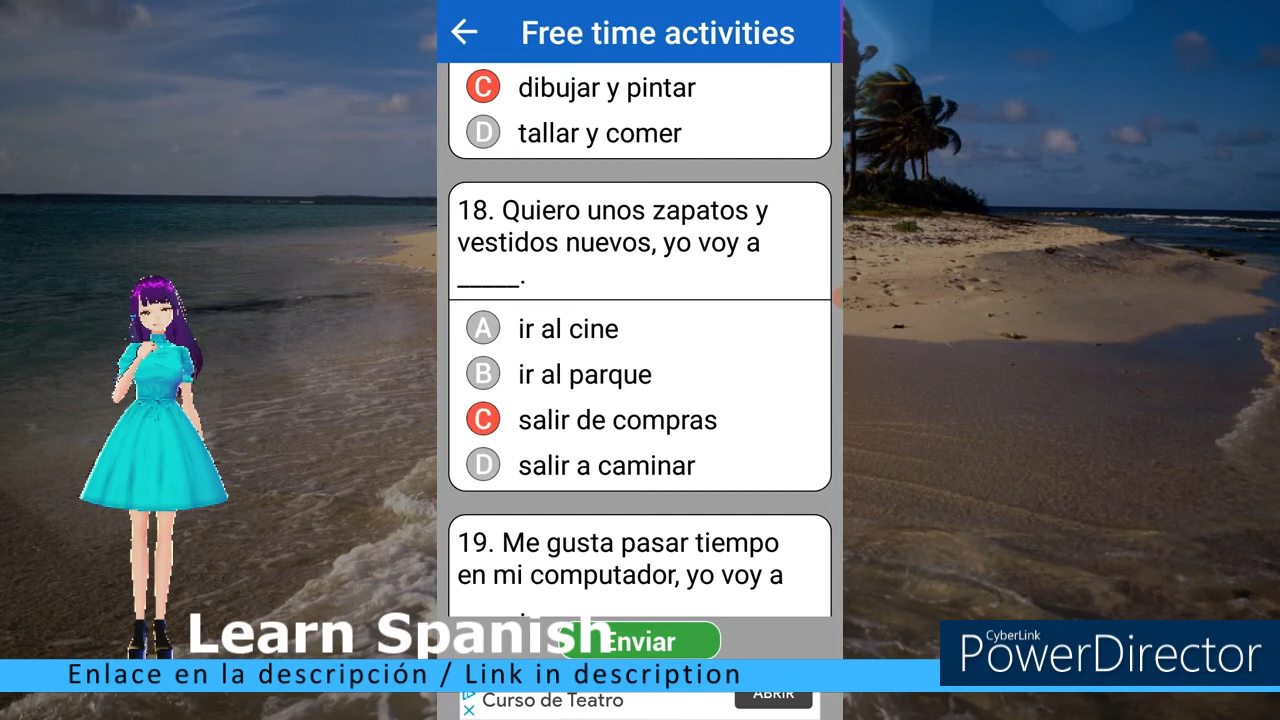 Free time activities
C dibujar y pintar
D tallar y comer
18. Quiero unos zapatos y
vestidos nuevos, yo voy a
_____.
A ir al cine
B ir al parque
C salir de compras
D salir a caminar
19. Me gusta pasar tiempo
en mi computador, yo voy a
Learn Spanish
Enviar
Enlace en la descripción / Link in description
CyberLink
PowerDirector
Curso de Teatro
ABRIR